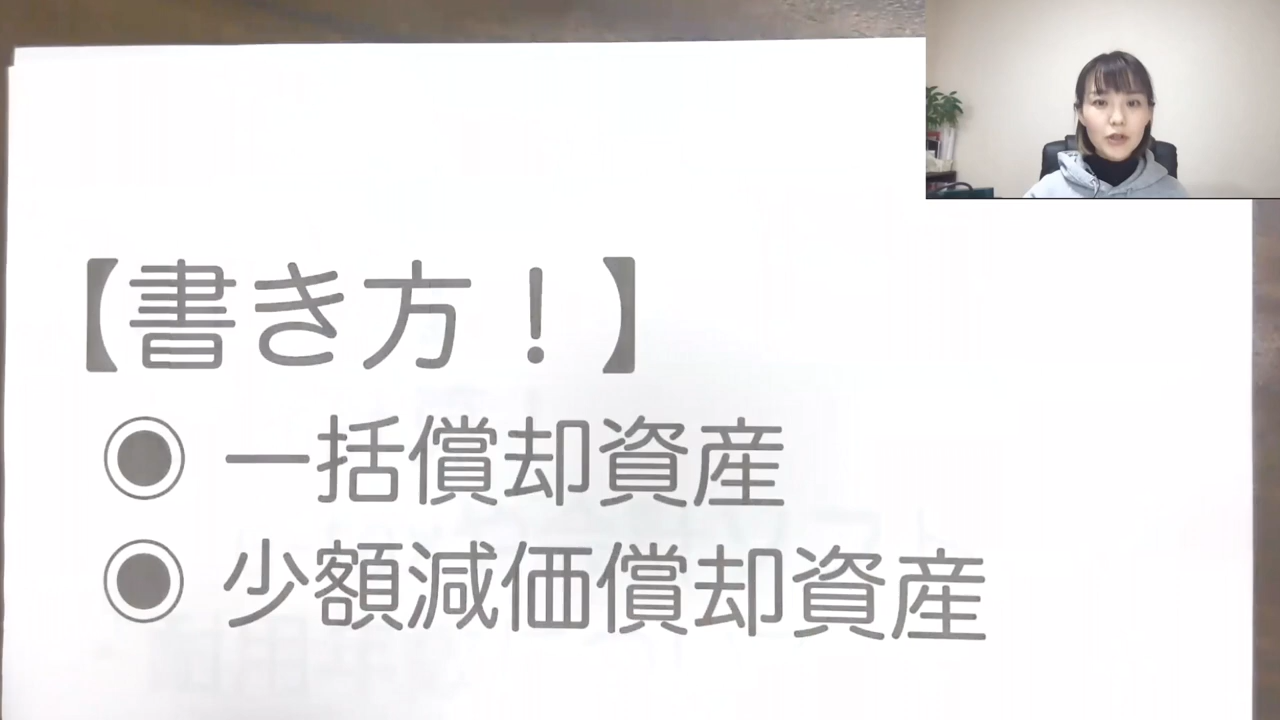 【書き方！】
◉ 一括償却資産
◉ 少額減価償却資産